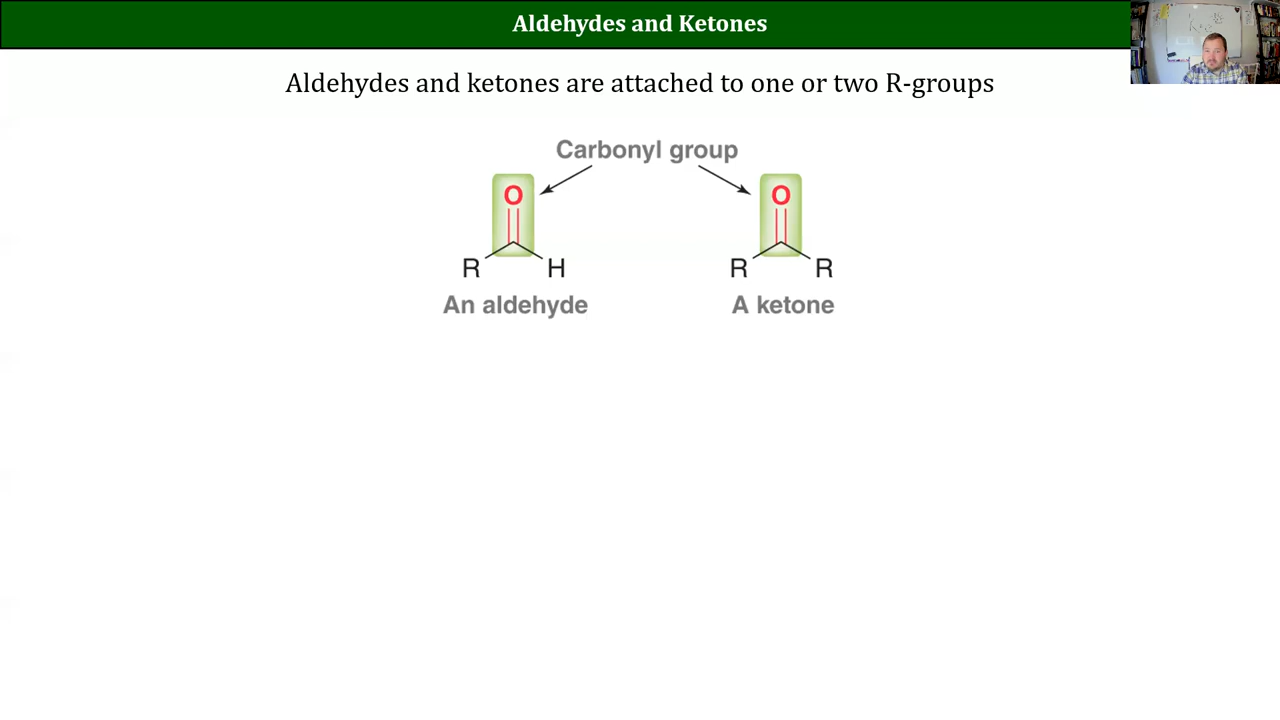 Aldehydes and Ketones
Aldehydes and ketones are attached to one or two R-groups
Carbonyl group
O
O
R
H
R
R
An aldehyde
A ketone